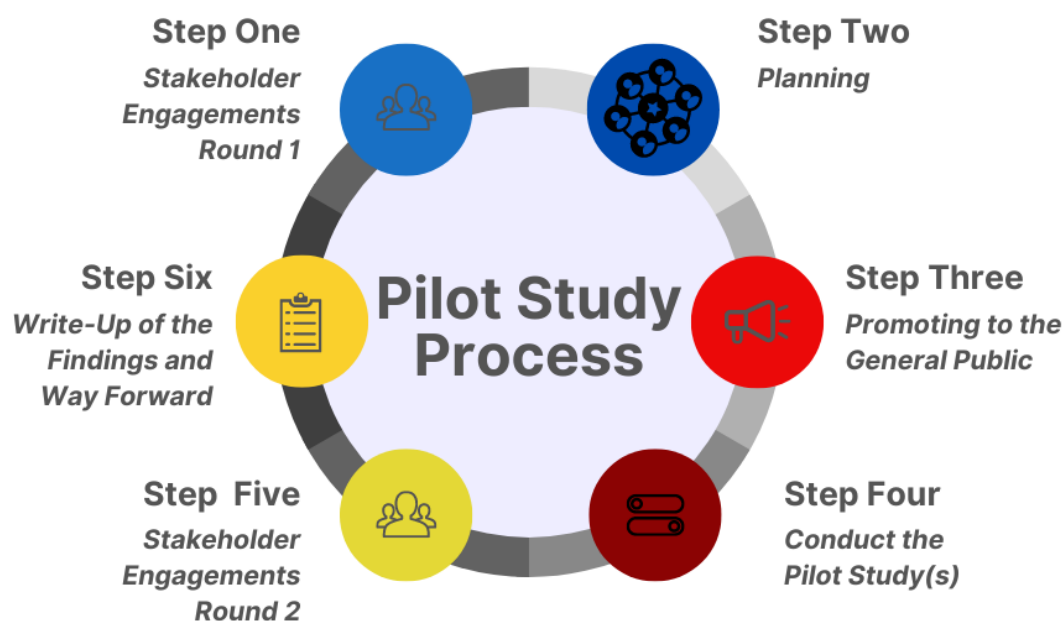 Step One
Stakeholder
Engagements
Round 1
Step Two
Planning
Step Three
Promoting to the
General Public
Step Four
Conduct the
Pilot Study(s)
Step Five
Stakeholder
Engagements
Round 2
Step Six
Write-Up of the
Findings and
Way Forward
Pilot Study
Process